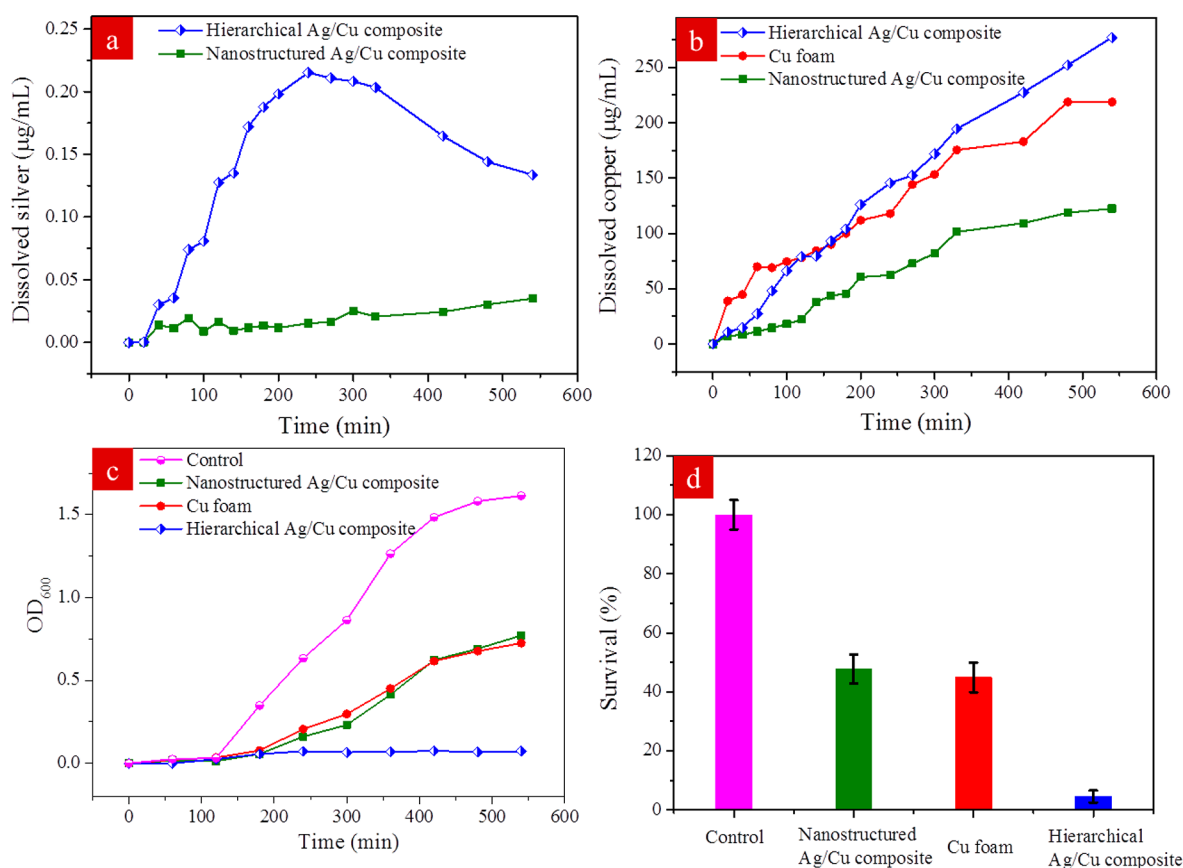 a
Hierarchical Ag/Cu composite
Nanostructured Ag/Cu composite
Dissolved silver (μg/mL)
0.25
0.20
0.15
0.10
0.05
0.00
0 100 200 300 400 500 600
Time (min)
b
Hierarchical Ag/Cu composite
Cu foam
Nanostructured Ag/Cu composite
Dissolved copper (μg/mL)
250
200
150
100
50
0
0 100 200 300 400 500 600
Time (min)
c
Control
Nanostructured Ag/Cu composite
Cu foam
Hierarchical Ag/Cu composite
OD600
1.5
1.0
0.5
0.0
0 100 200 300 400 500 600
Time (min)
d
Survival (%)
120
100
80
60
40
20
0
Control
Nanostructured
Ag/Cu composite
Cu foam
Hierarchical
Ag/Cu composite